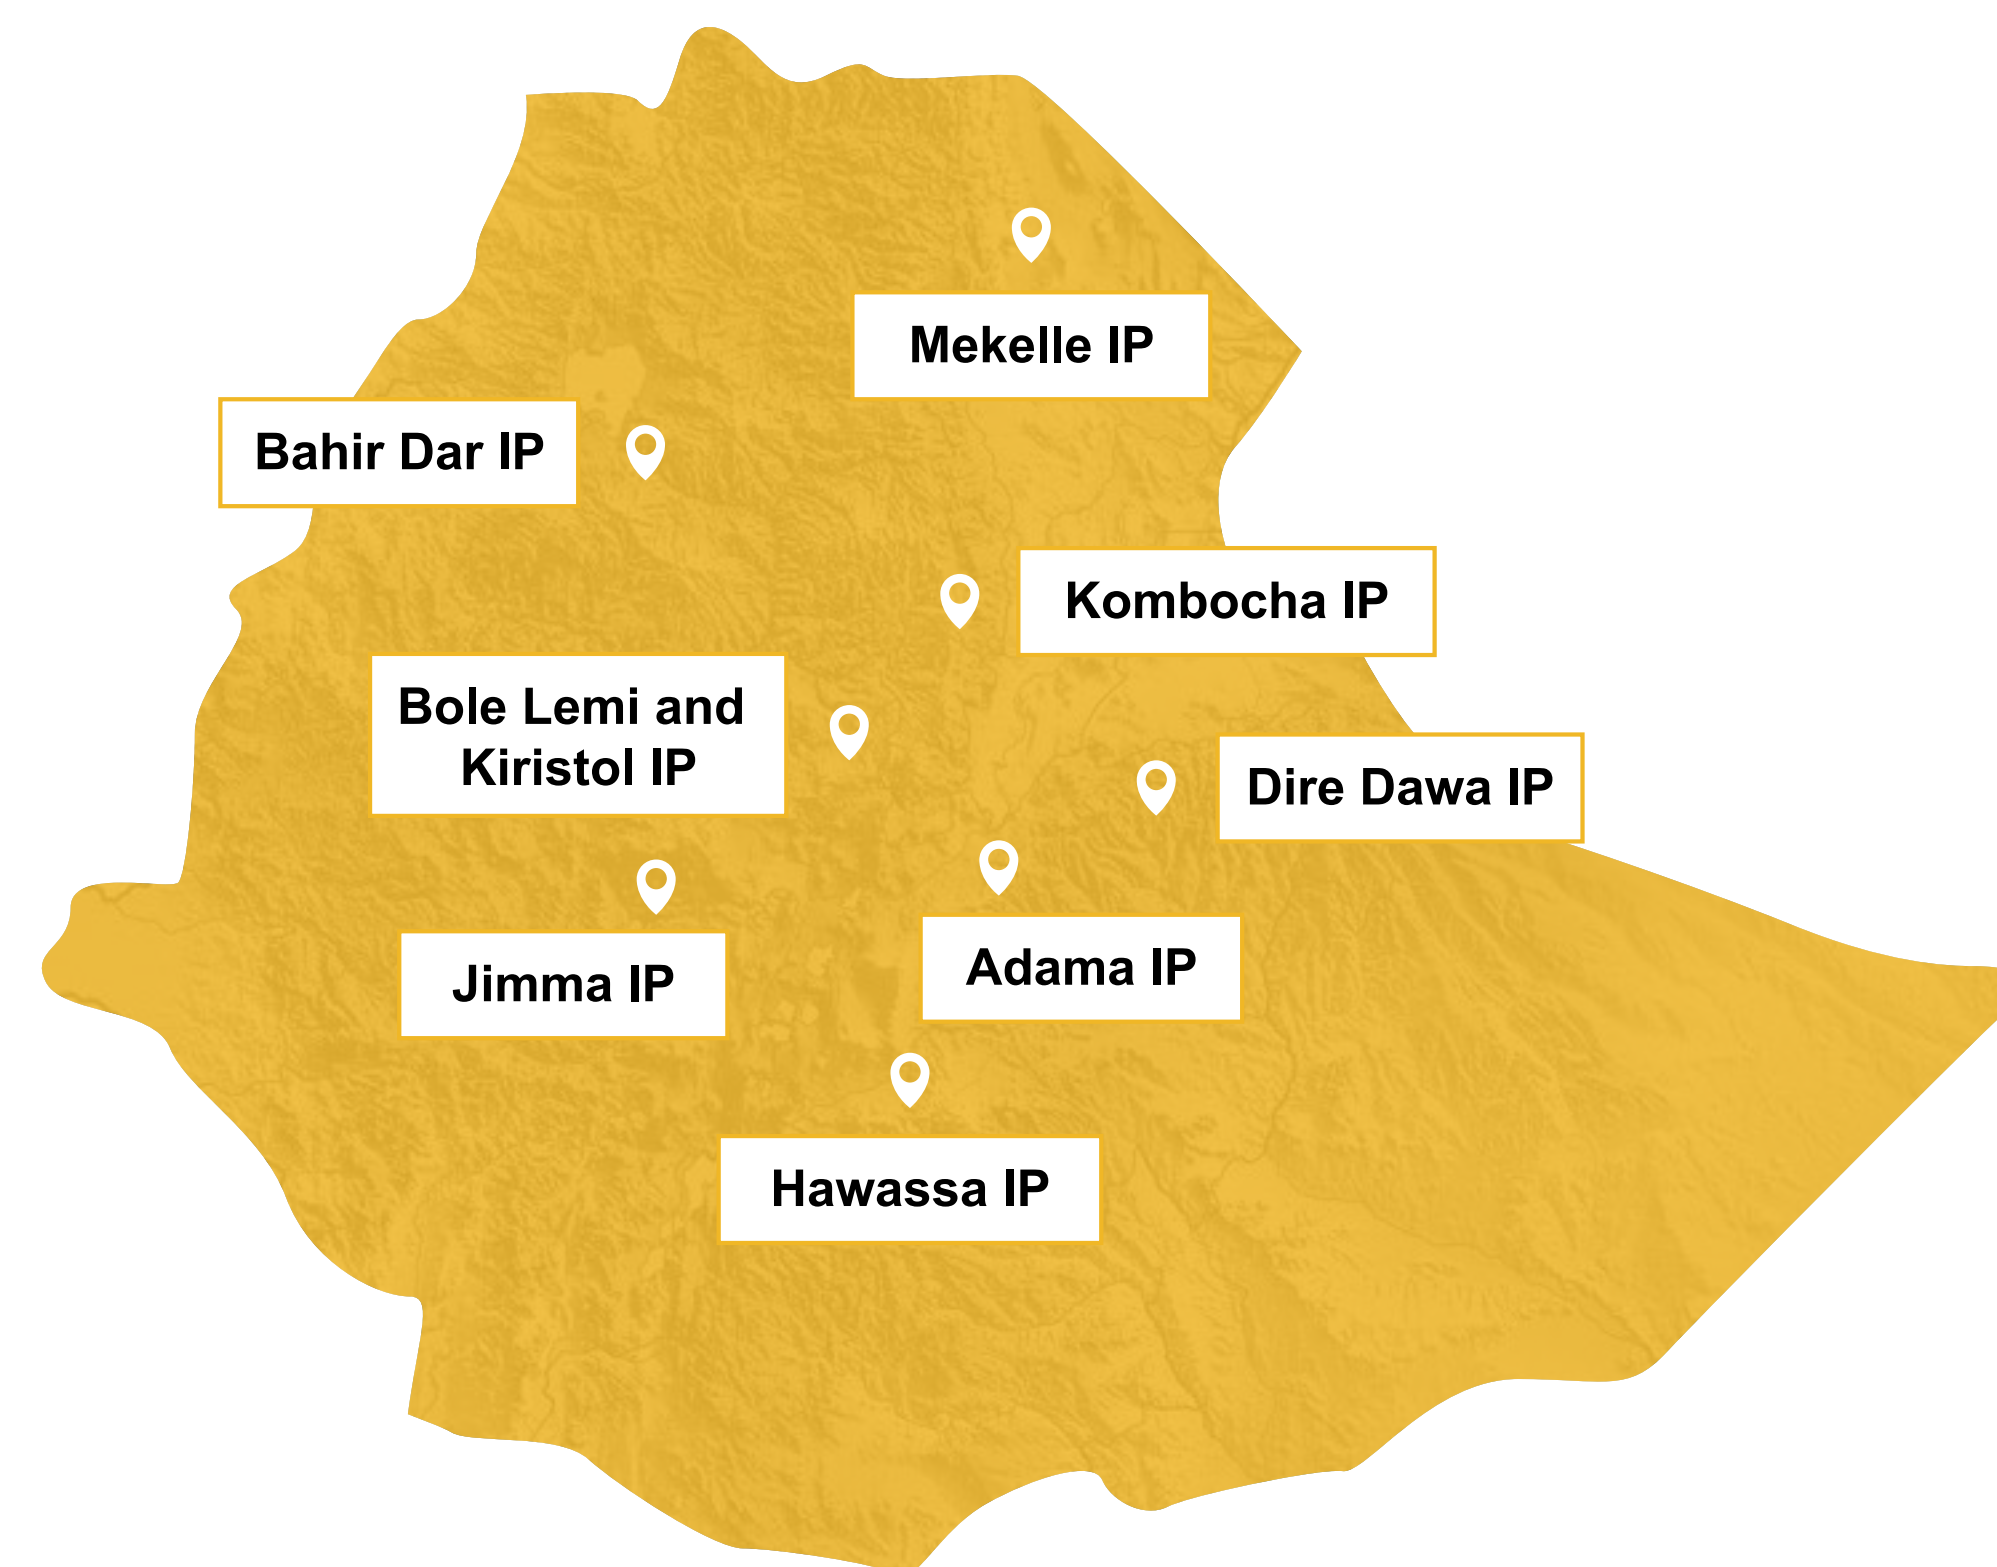 Mekelle IP
Bahir Dar IP
Kombocha IP
Bole Lemi and
Kiristol IP
Dire Dawa IP
Adama IP
Jimma IP
Hawassa IP